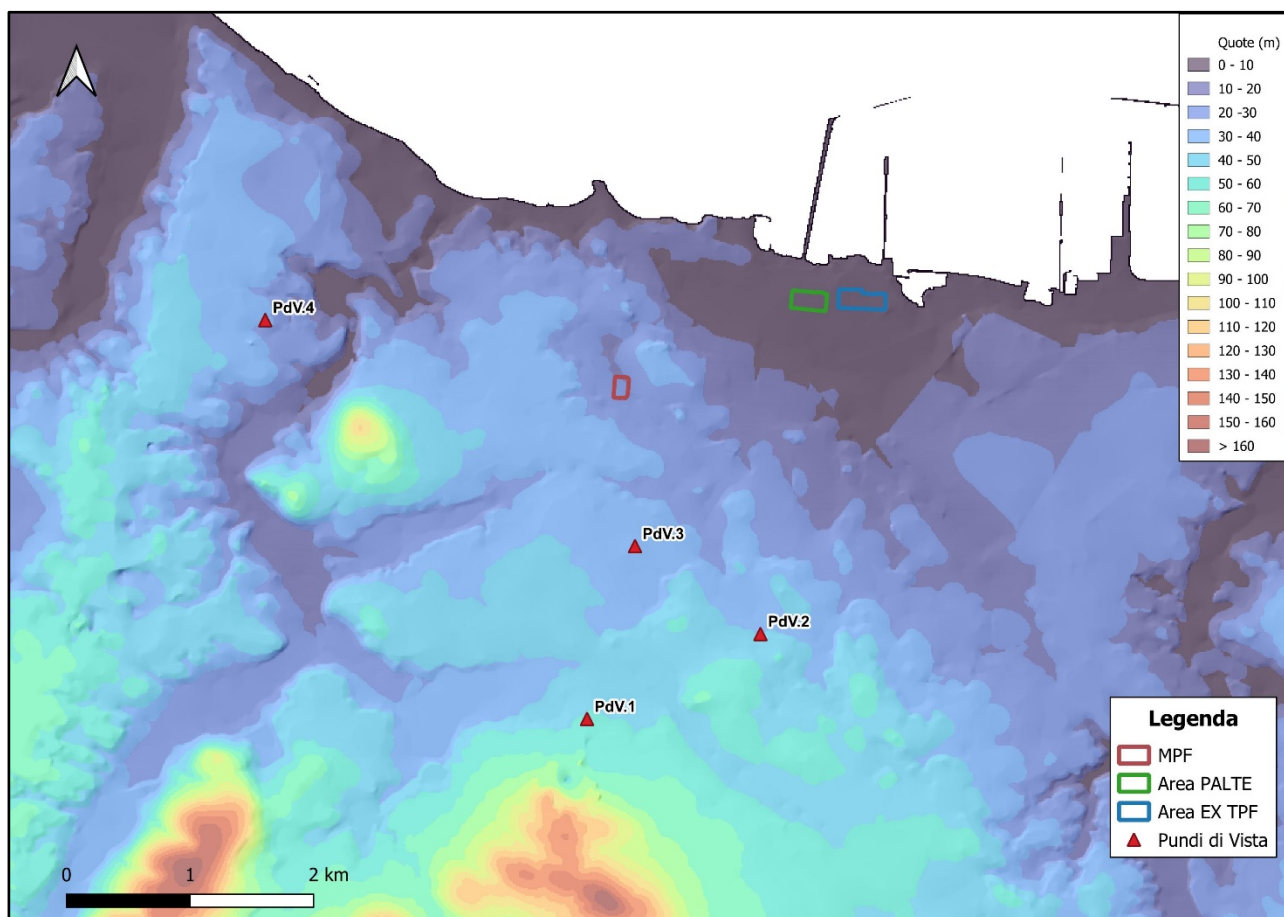 Quote (m)
0 - 10
10 - 20
20 -30
30 - 40
40 - 50
50 - 60
60 - 70
70 - 80
80 - 90
90 - 100
100 - 110
110 - 120
120 - 130
130 - 140
140 - 150
150 - 160
> 160
PdV.4
PdV.3
PdV.2
PdV.1
Legenda
MPF
Area PALTE
Area EX TPF
Pundi di Vista
0 1 2 km